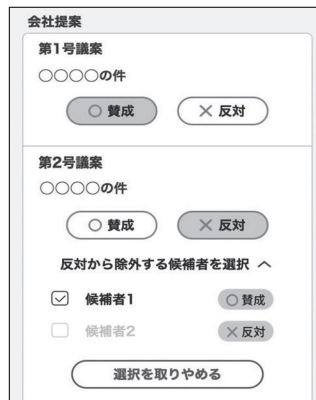 会社提案
第1号議案
○○○○の件
○ 賛成 × 反対
第2号議案
○○○○の件
○ 賛成 × 反対
反対から除外する候補者を選択 ヘ
候補者1 ○ 賛成
候補者2 × 反対
選択を取りやめる